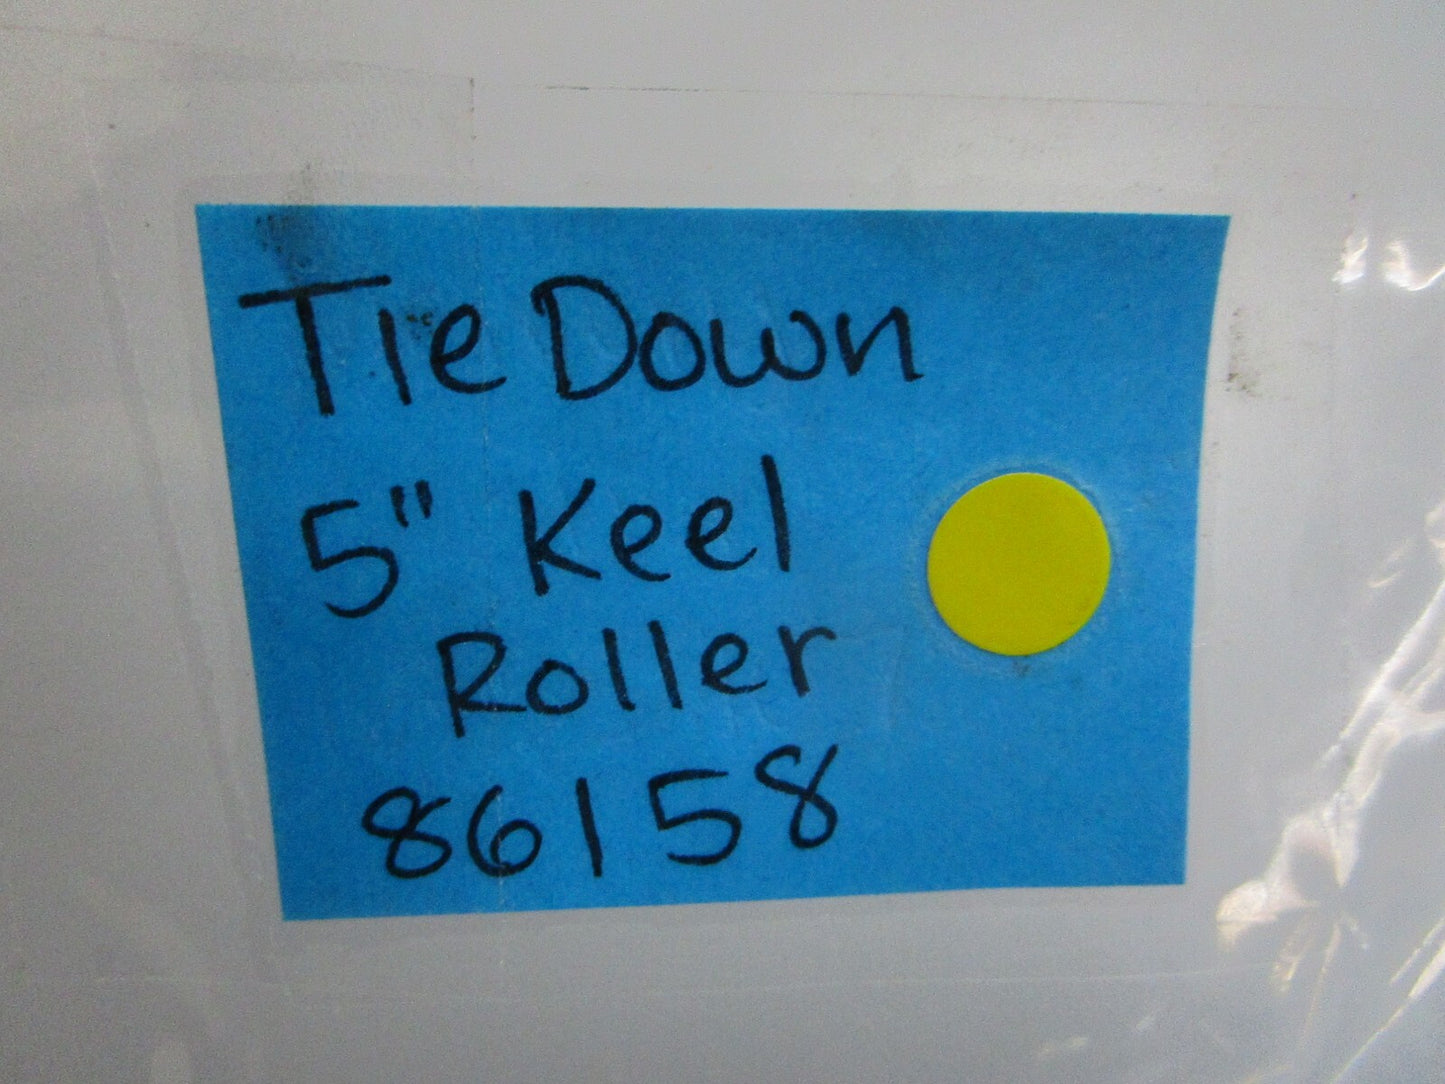 Tie Down
5" Keel
Roller
86158